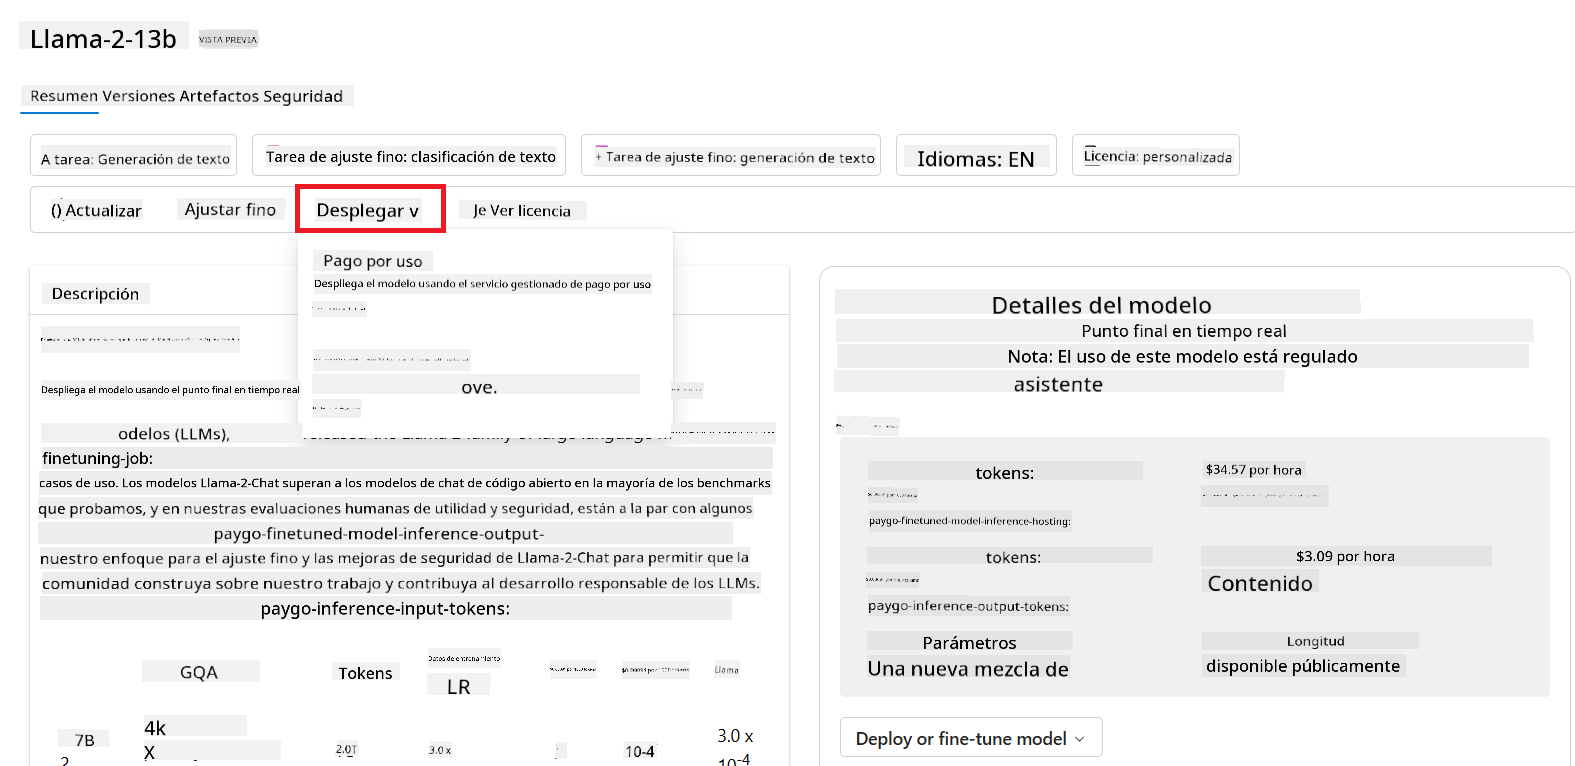 Llama-2-13b VISTA PREVIA
Resumen Versiones Artefactos Seguridad
A tarea: Generación de texto
Tarea de ajuste fino: clasificación de texto
+ Tarea de ajuste fino: generación de texto
Idiomas: EN
Licencia: personalizada
() Actualizar
Ajustar fino
Desplegar v
Je Ver licencia
Pago por uso
Despliega el modelo usando el servicio gestionado de pago por uso
ove.
Descripción
Despliega el modelo usando el punto final en tiempo real
odelos (LLMs),
finetuning-job:
casos de uso. Los modelos Llama-2-Chat superan a los modelos de chat de código abierto en la mayoría de los benchmarks
que probamos, y en nuestras evaluaciones humanas de utilidad y seguridad, están a la par con algunos
paygo-finetuned-model-inference-output-
nuestro enfoque para el ajuste fino y las mejoras de seguridad de Llama-2-Chat para permitir que la
comunidad construya sobre nuestro trabajo y contribuya al desarrollo responsable de los LLMs.
paygo-inference-input-tokens:
Datos de entrenamiento
GQA Tokens LR Llama
7B 4k X 2.0T 3.0 x 10-4 3.0 x
2 10-4
Detalles del modelo
Punto final en tiempo real
Nota: El uso de este modelo está regulado
asistente
tokens:
$34.57 por hora
paygo-finetuned-model-inference-hosting:
tokens:
$3.09 por hora
Contenido
paygo-inference-output-tokens:
Parámetros
Longitud
Una nueva mezcla de
disponible públicamente
Deploy or fine-tune model